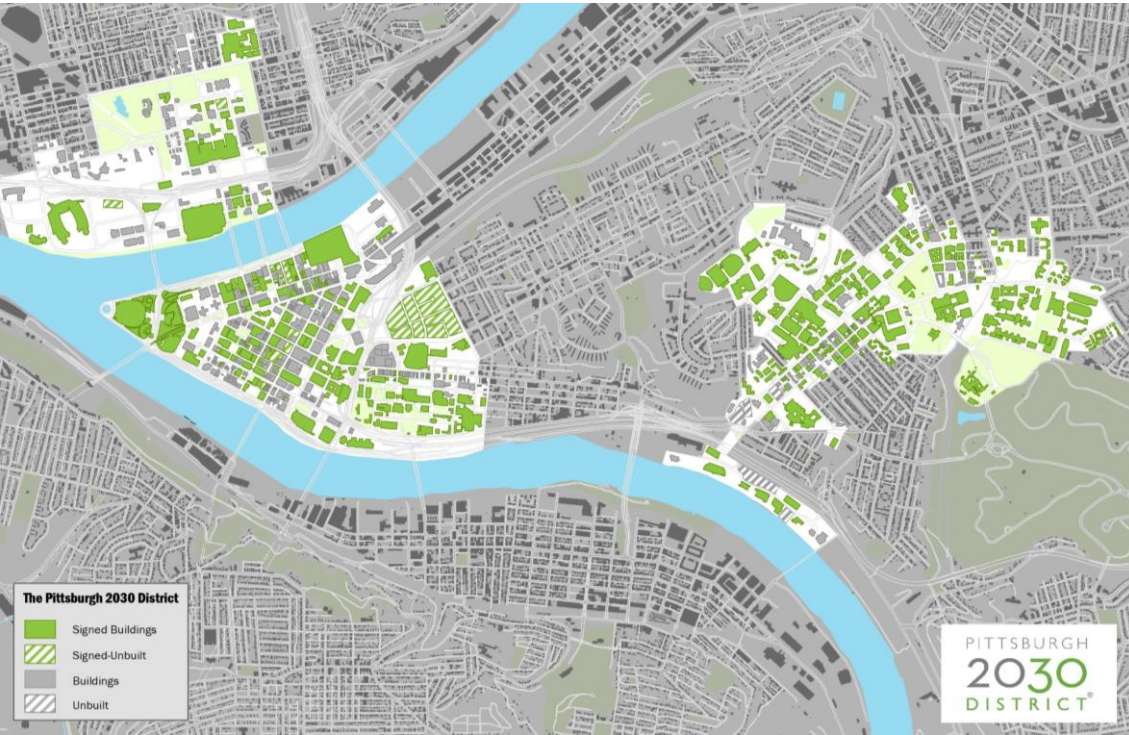 The Pittsburgh 2030 District
Signed Buildings
Signed-Unbuilt
Buildings
Unbuilt
PITTSBURGH
2030
DISTRICT®